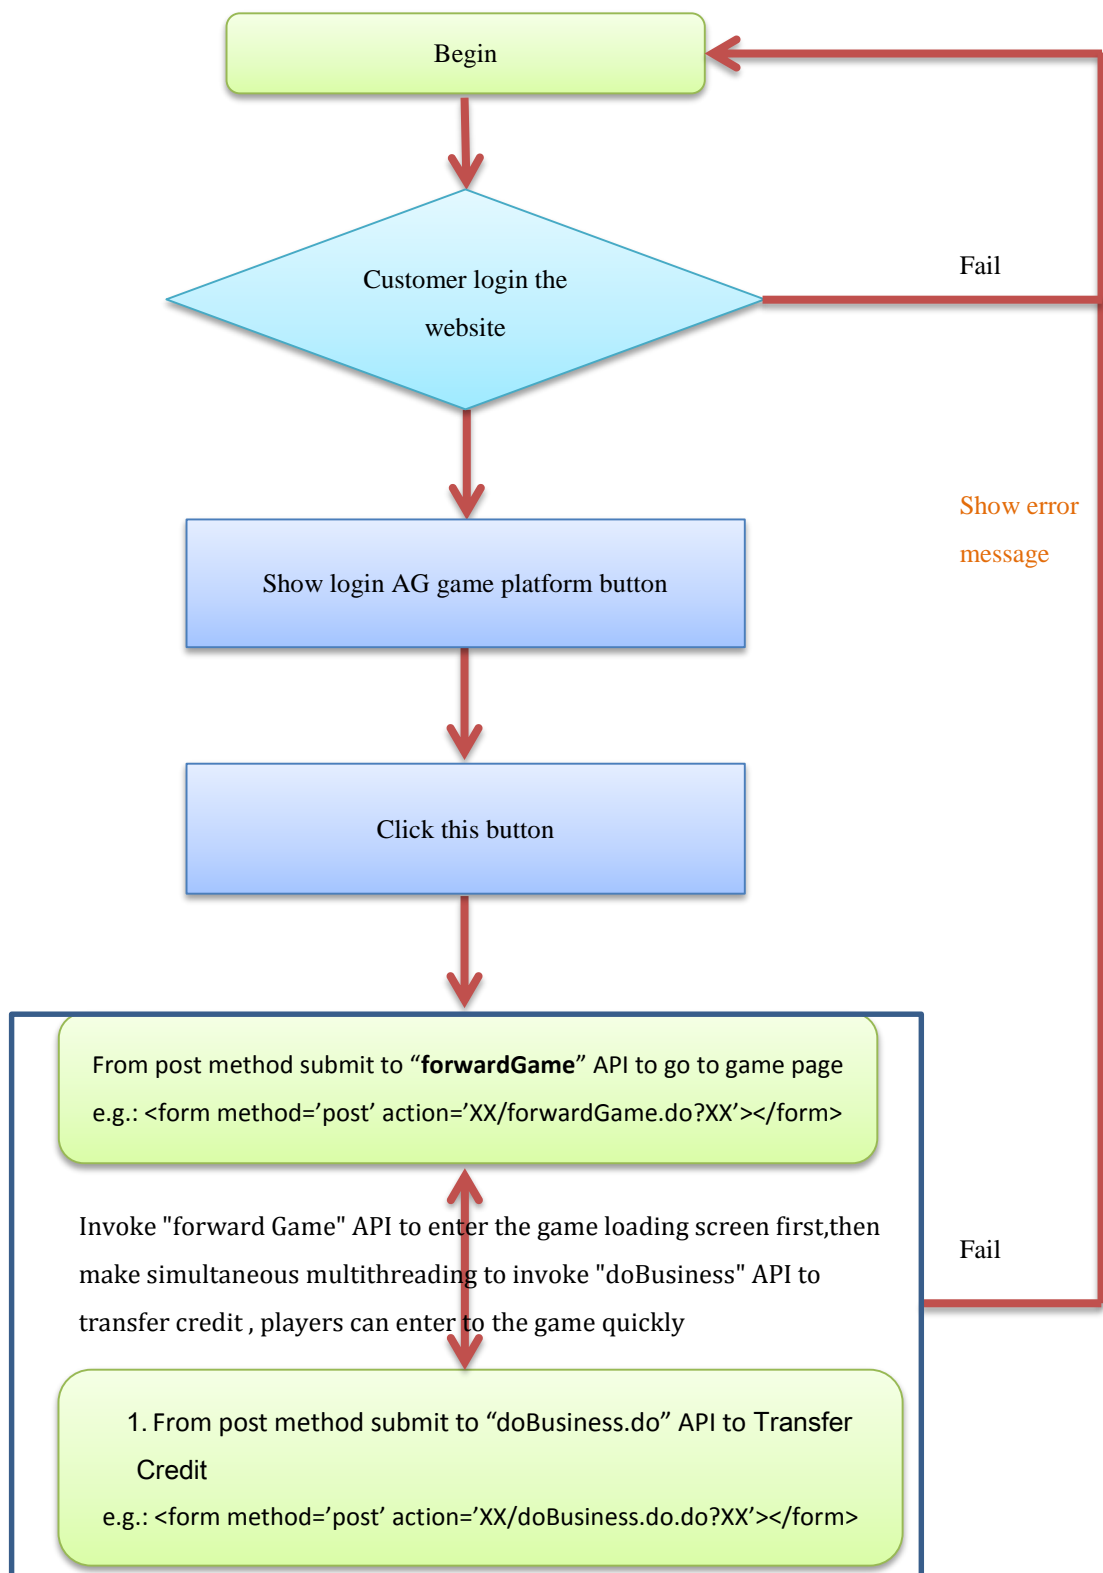 Begin
Customer login the
website
Fail
Show login AG game platform button
Show error
message
Click this button
From post method submit to “forwardGame” API to go to game page
e.g.: <form method=’post’ action=’XX/forwardGame.do?XX’></form>
Invoke "forward Game" API to enter the game loading screen first,then
make simultaneous multithreading to invoke "doBusiness" API to
transfer credit , players can enter to the game quickly
Fail
1. From post method submit to “doBusiness.do” API to Transfer
Credit
e.g.: <form method=’post’ action=’XX/doBusiness.do.do?XX’></form>